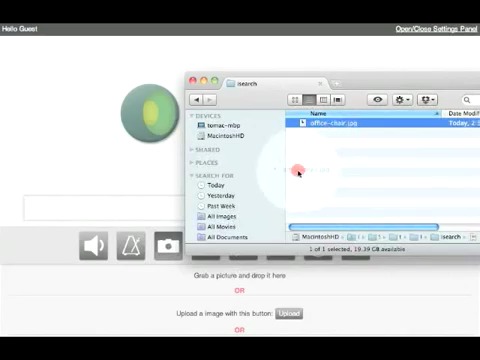 Hello Guest
Open/Close Settings Panel
isearch
DEVICES
tomac-mbp
MacintoshHD
SHARED
PLACES
SEARCH FOR
Today
Yesterday
Past Week
All Images
All Movies
All Documents
Name
Date Modi
office-chair.jpg
Today, 2:5
MacintoshHD
isearch
1 of 1 selected, 19.39 GB available
Grab a picture and drop it here
OR
Upload a image with this button: Upload
OR